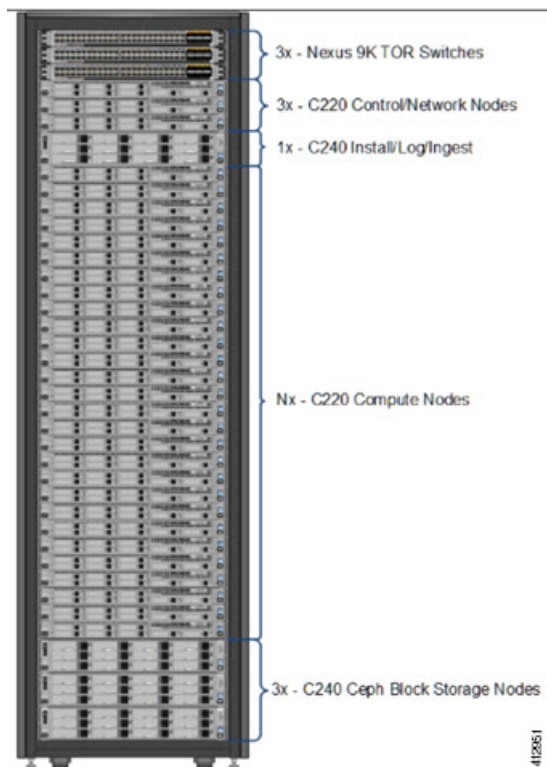 3x - Nexus 9K TOR Switches
3x - C220 Control/Network Nodes
1x - C240 Install/Log/Ingest
Nx - C220 Compute Nodes
3x - C240 Ceph Block Storage Nodes
412951